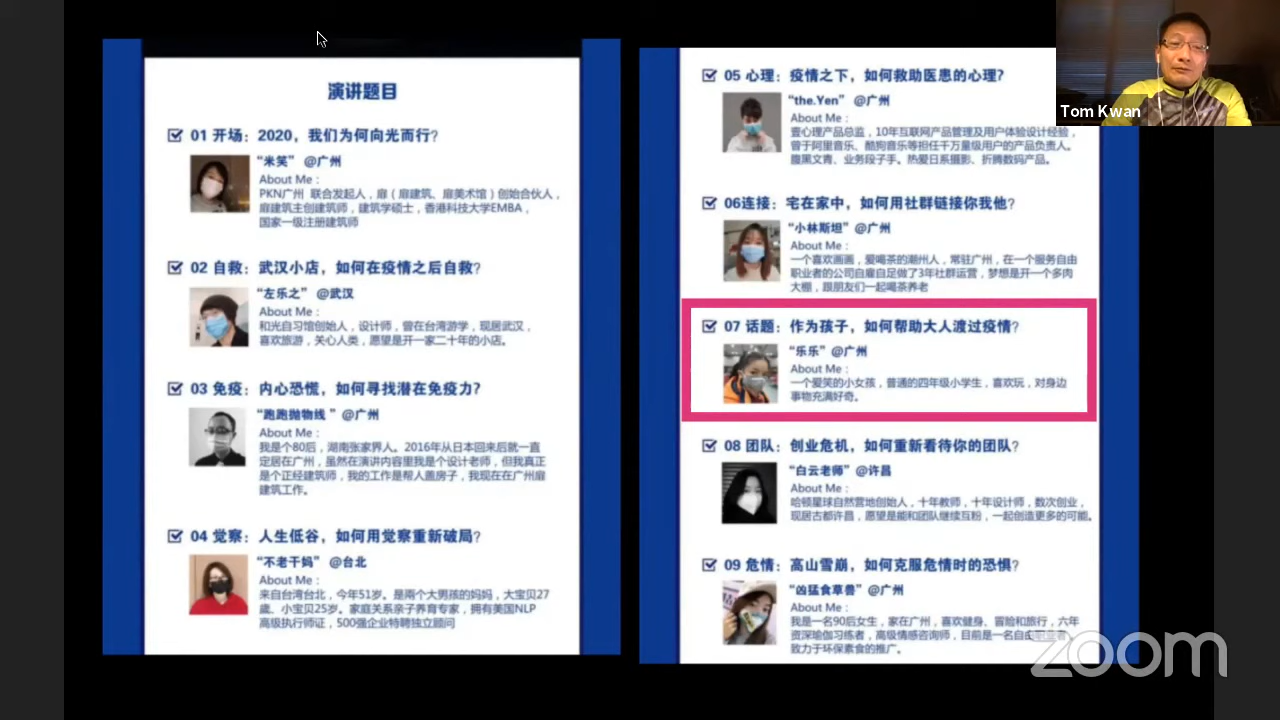 演讲题目
01 开场：2020，我们为何向光而行?
“米笑” @广州
About Me :
PKN广州 联合发起人，扉（扉建筑、扉美术馆）创始合伙人，
扉建筑主创建筑师，建筑学硕士，香港科技大学EMBA，
国家一级注册建筑师
02 自救：武汉小店，如何在疫情之后自救?
“左乐之” @武汉
About Me :
和光自习馆创始人，设计师，曾在台湾游学，现居武汉，
喜欢旅游，关心人类，愿望是开一家二十年的小店。
03 免疫：内心恐慌，如何寻找潜在免疫力?
“跑跑抛物线 ” @广州
About Me :
我是个80后，湖南张家界人。2016年从日本回来后就一直
定居在广州，虽然在演讲内容里我是个设计老师，但我真正
是个正经建筑师，我的工作是帮人盖房子，我现在在广州扉
建筑工作。
04 觉察：人生低谷，如何用觉察重新破局?
“不老干妈” @台北
About Me :
来自台湾台北，今年51岁。是两个大男孩的妈妈，大宝贝27
歲、小宝贝25岁。家庭关系亲子养育专家，拥有美国NLP
高级执行师证，500强企业特聘独立顾问
05 心理：疫情之下，如何救助医患的心理?
“the.Yen” @广州
About Me :
壹心理产品总监，10年互联网产品管理及用户体验设计经验，
曾于阿里音乐、酷狗音乐等担任千万量级用户的产品负责人。
腹黑文青、业务段子手。热爱日系摄影、折腾数码产品。
06连接：宅在家中，如何用社群链接你我他?
“小林斯坦” @广州
About Me :
一个喜欢画画，爱喝茶的潮州人，常驻广州，在一个服务自由
职业者的公司自雇自足做了3年社群运营，梦想是开一个多肉
大棚，跟朋友们一起喝茶养老
07 话题：作为孩子，如何帮助大人渡过疫情?
“乐乐” @广州
About Me :
一个爱笑的小女孩，普通的四年级小学生，喜欢玩，对身边
事物充满好奇。
08 团队：创业危机，如何重新看待你的团队?
“白云老师” @许昌
About Me :
哈顿星球自然营地创始人，十年教师，十年设计师，数次创业，
现居古都许昌，愿望是能和团队继续互粉，一起创造更多的可能。
09 危情：高山雪崩，如何克服危情时的恐惧?
“凶猛食草兽” @广州
About Me :
我是一名90后女生，家在广州，喜欢健身、冒险和旅行，六年
资深瑜伽习练者，高级情感咨询师，目前是一名自由职业者，
致力于环保素食的推广。
Tom Kwan
zoom